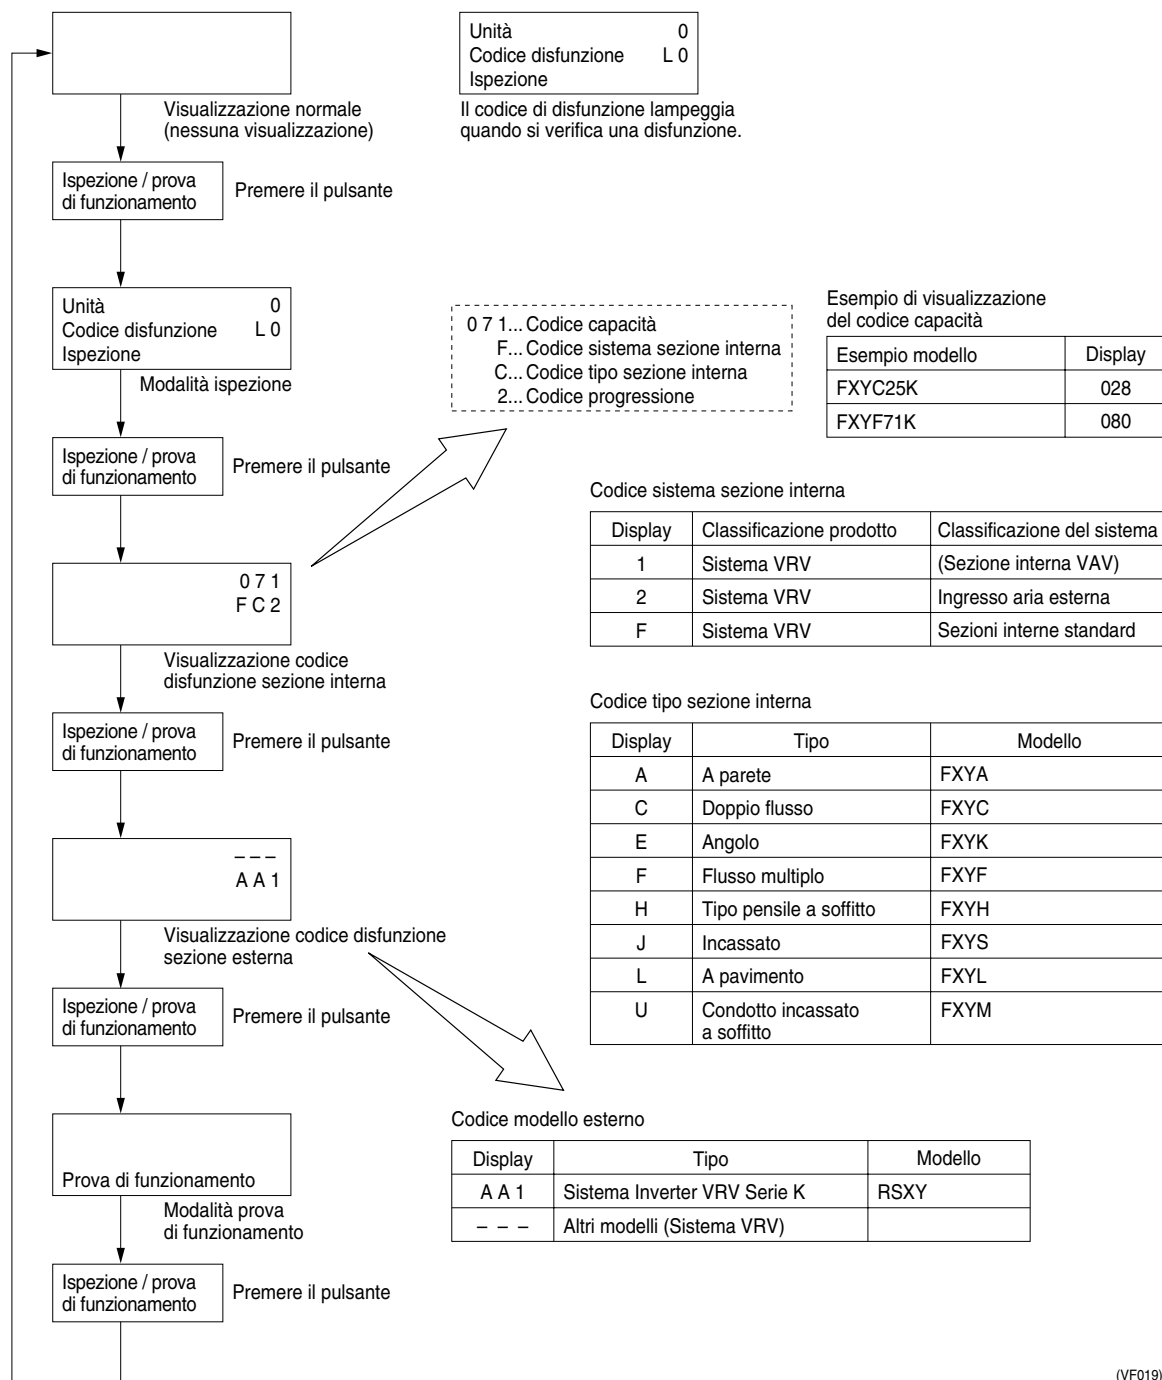 Unità 0
Codice disfunzione L 0
Ispezione
Visualizzazione normale
(nessuna visualizzazione)
Il codice di disfunzione lampeggia
quando si verifica una disfunzione.
Ispezione / prova
di funzionamento
Premere il pulsante
Unità 0
Codice disfunzione L 0
Ispezione
Modalità ispezione
0 7 1... Codice capacità
F... Codice sistema sezione interna
C... Codice tipo sezione interna
2... Codice progressione
Esempio di visualizzazione
del codice capacità
Esempio modello Display
FXYC25K 028
FXYF71K 080
Ispezione / prova
di funzionamento
Premere il pulsante
Codice sistema sezione interna
Display Classificazione prodotto Classificazione del sistema
1 Sistema VRV (Sezione interna VAV)
2 Sistema VRV Ingresso aria esterna
F Sistema VRV Sezioni interne standard
0 7 1
F C 2
Visualizzazione codice
disfunzione sezione interna
Ispezione / prova
di funzionamento
Premere il pulsante
Codice tipo sezione interna
Display Tipo Modello
A A parete FXYA
C Doppio flusso FXYC
E Angolo FXYK
F Flusso multiplo FXYF
H Tipo pensile a soffitto FXYH
J Incassato FXYS
L A pavimento FXYL
U Condotto incassato
a soffitto
FXYM
– – –
A A 1
Visualizzazione codice disfunzione
sezione esterna
Ispezione / prova
di funzionamento
Premere il pulsante
Codice modello esterno
Display Tipo Modello
A A 1 Sistema Inverter VRV Serie K RSXY
– – – Altri modelli (Sistema VRV)
Prova di funzionamento
Modalità prova
di funzionamento
Ispezione / prova
di funzionamento
Premere il pulsante
(VF019)